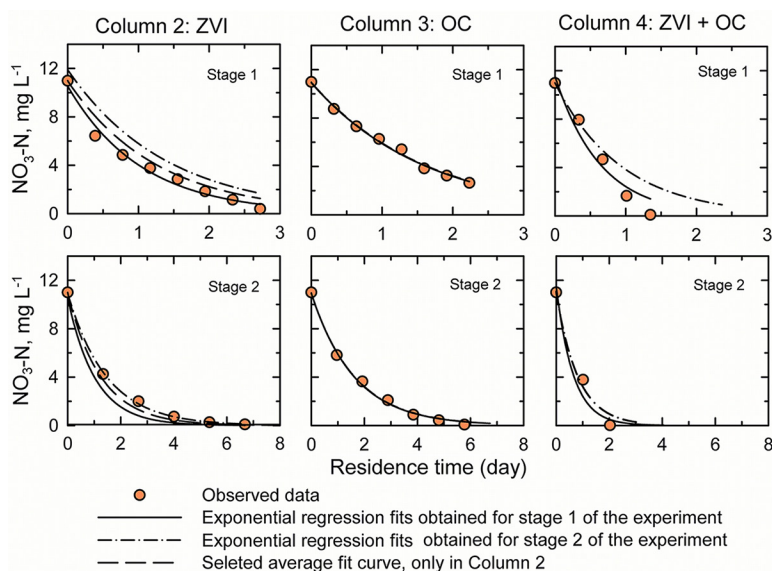 Column 2: ZVI
Column 3: OC
Column 4: ZVI + OC
NO3-N, mg L-1
12
8
4
0
Stage 1
0 1 2 3
Stage 1
0 1 2 3
Stage 1
0 1 2 3
NO3-N, mg L-1
12
8
4
0
Stage 2
0 2 4 6 8
Stage 2
0 2 4 6 8
Stage 2
0 2 4 6 8
Residence time (day)
Observed data
Exponential regression fits obtained for stage 1 of the experiment
Exponential regression fits obtained for stage 2 of the experiment
Seleted average fit curve, only in Column 2